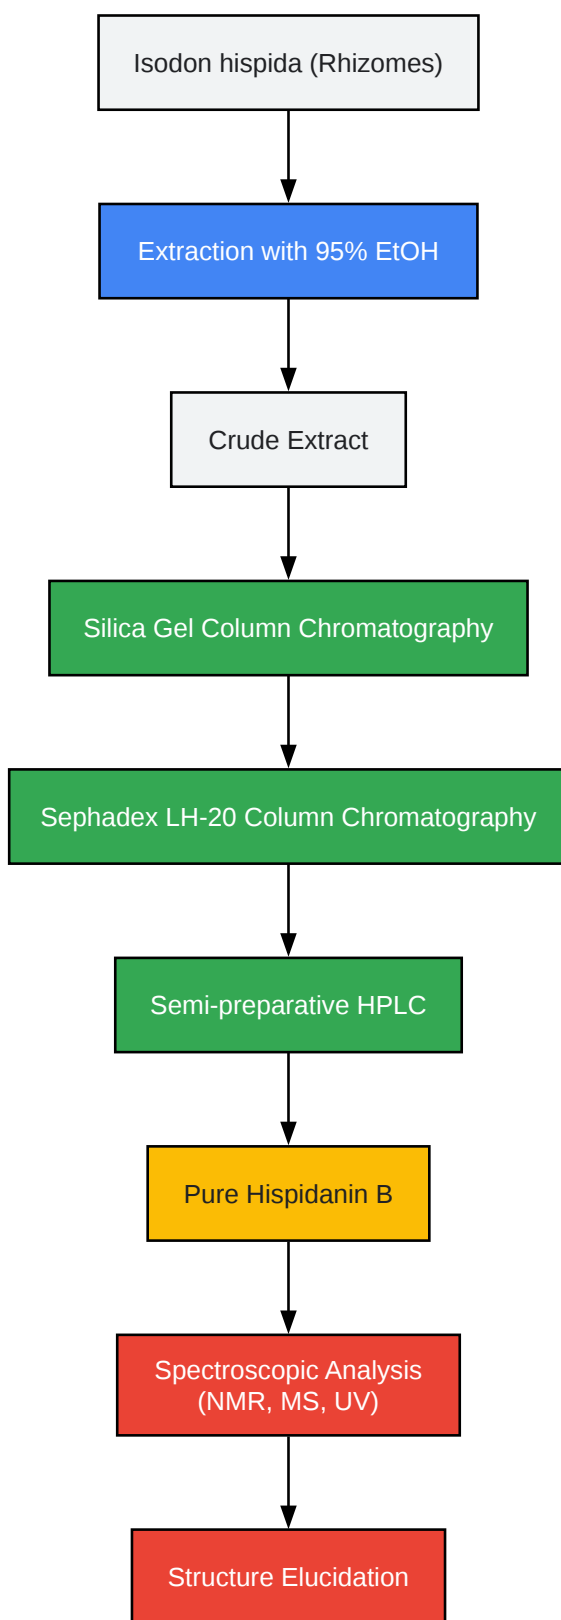 Isodon hispida (Rhizomes)
Extraction with 95% EtOH
Crude Extract
Silica Gel Column Chromatography
Sephadex LH-20 Column Chromatography
Semi-preparative HPLC
Pure Hispidanin B
Spectroscopic Analysis
(NMR, MS, UV)
Structure Elucidation